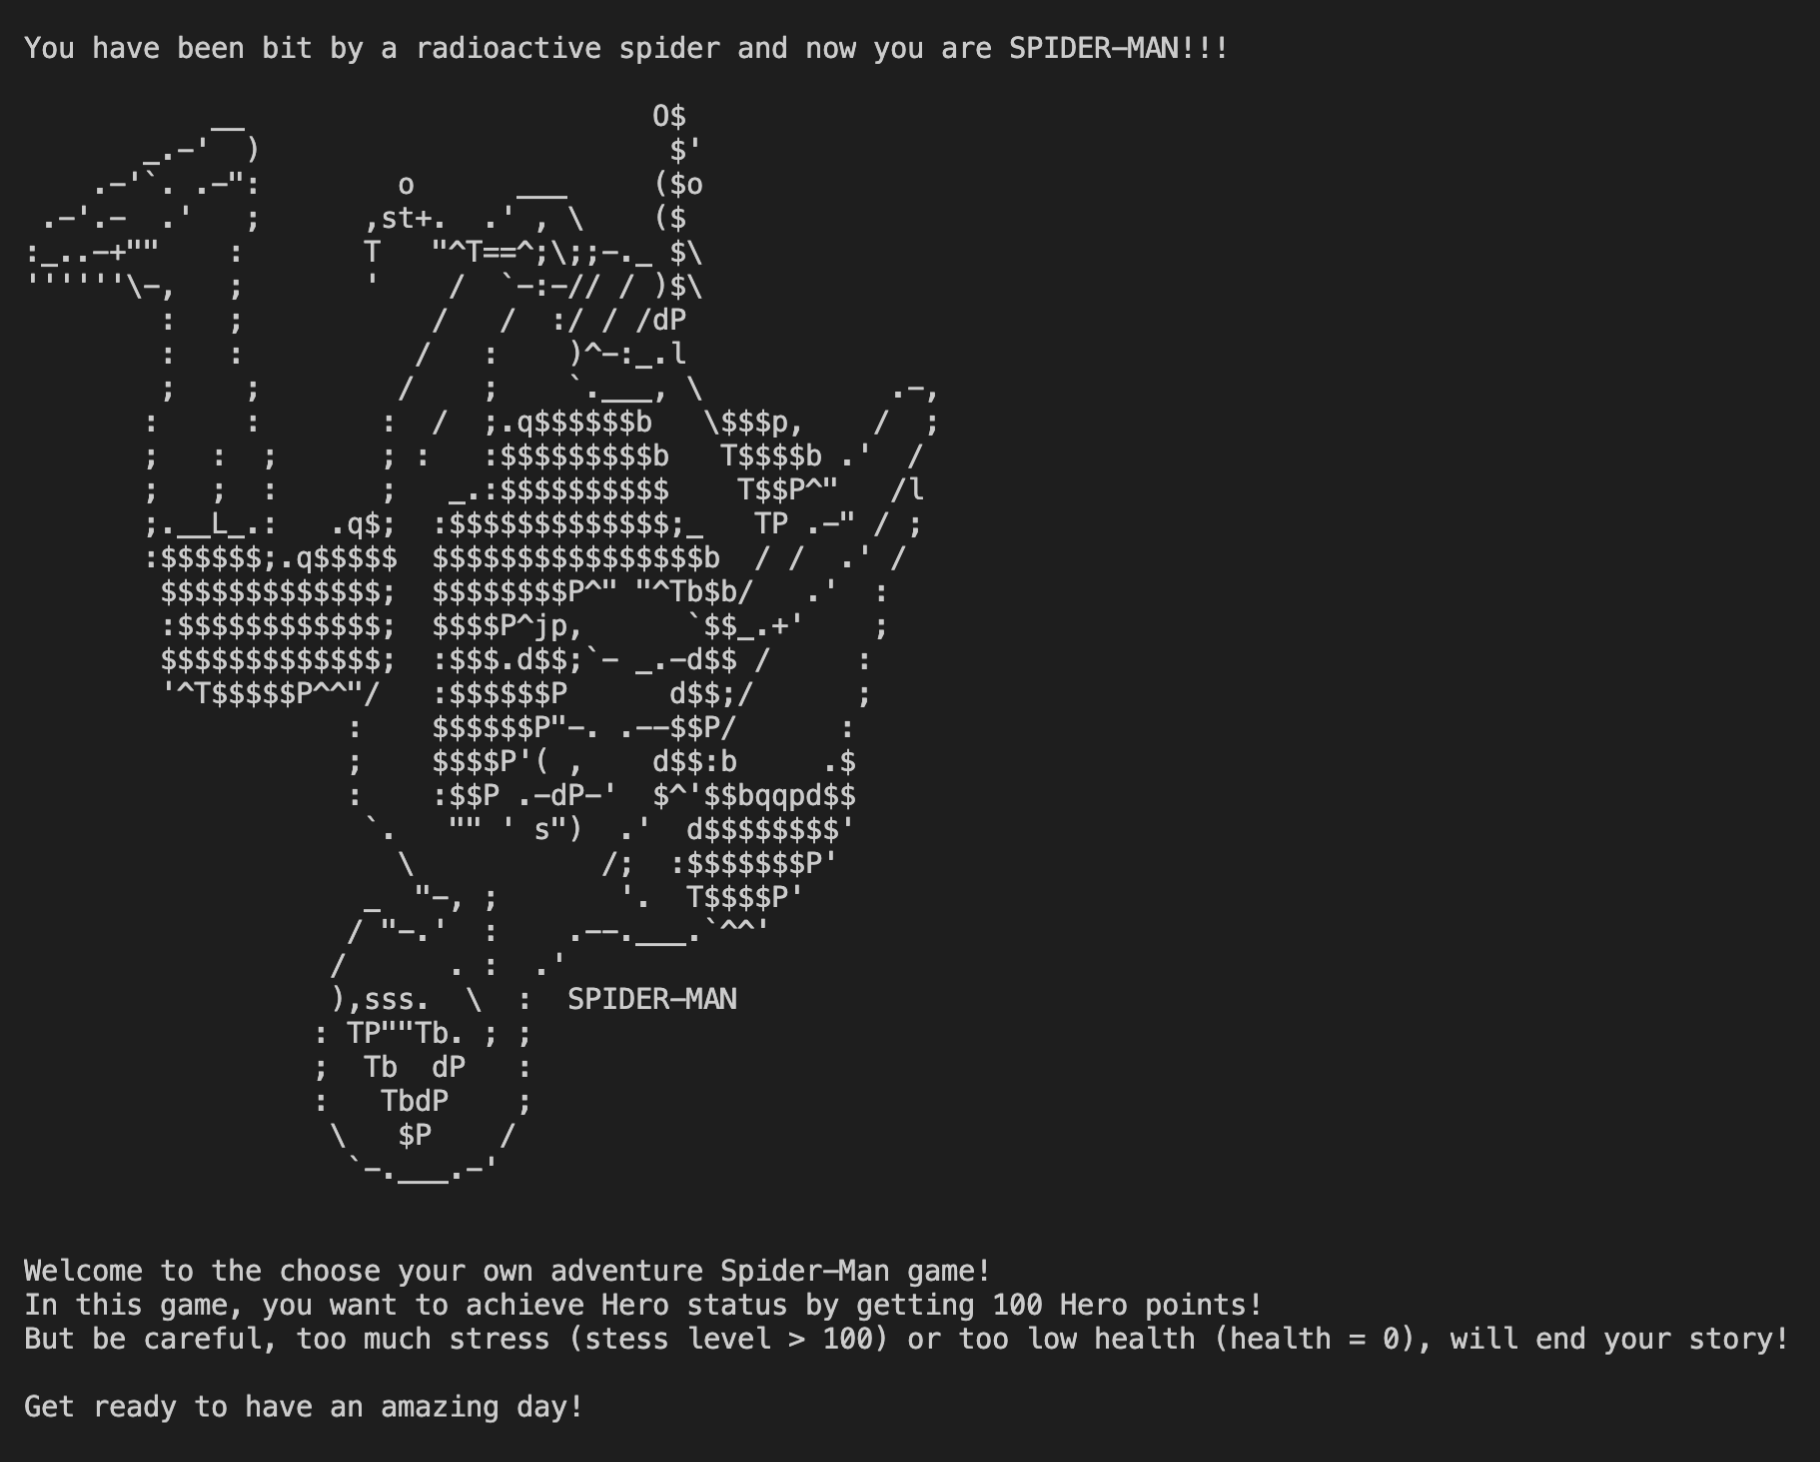 You have been bit by a radioactive spider and now you are SPIDER-MAN!!!
SPIDER-MAN
Welcome to the choose your own adventure Spider-Man game!
In this game, you want to achieve Hero status by getting 100 Hero points!
But be careful, too much stress (stess level > 100) or too low health (health = 0), will end your story!
Get ready to have an amazing day!